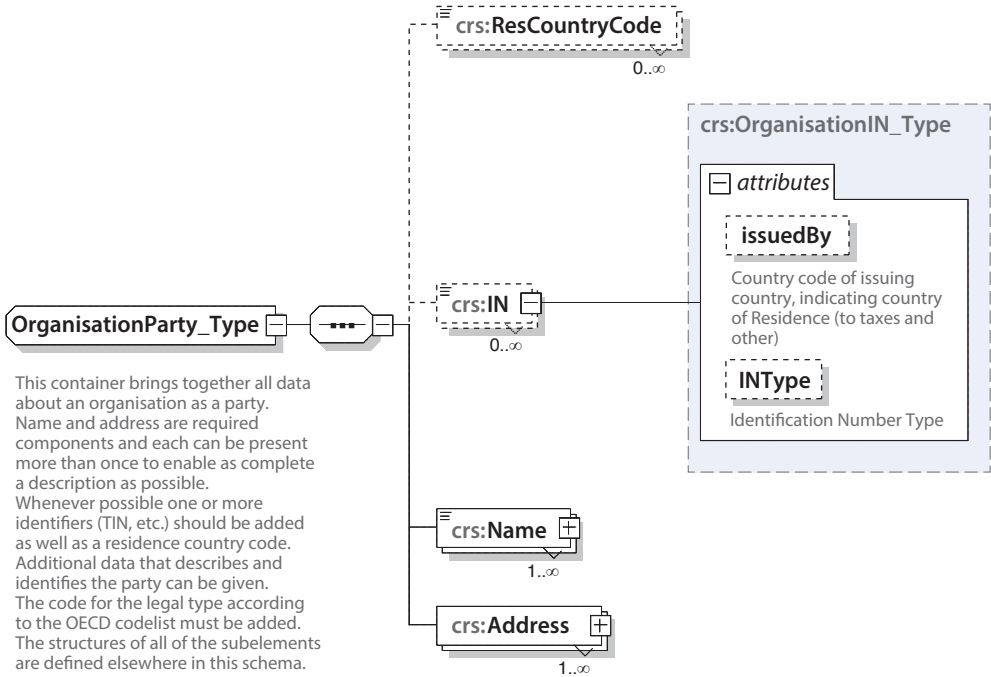 crs:ResCountryCode
0..∞
crs:OrganisationIN_Type
attributes
issuedBy
Country code of issuing
country, indicating country
of Residence (to taxes and
other)
crs:IN
0..∞
INType
Identification Number Type
OrganisationParty_Type
This container brings together all data
about an organisation as a party.
Name and address are required
components and each can be present
more than once to enable as complete
a description as possible.
Whenever possible one or more
identifiers (TIN, etc.) should be added
as well as a residence country code.
Additional data that describes and
identifies the party can be given.
The code for the legal type according
to the OECD codelist must be added.
The structures of all of the subelements
are defined elsewhere in this schema.
crs:Name
1..∞
crs:Address
1..∞